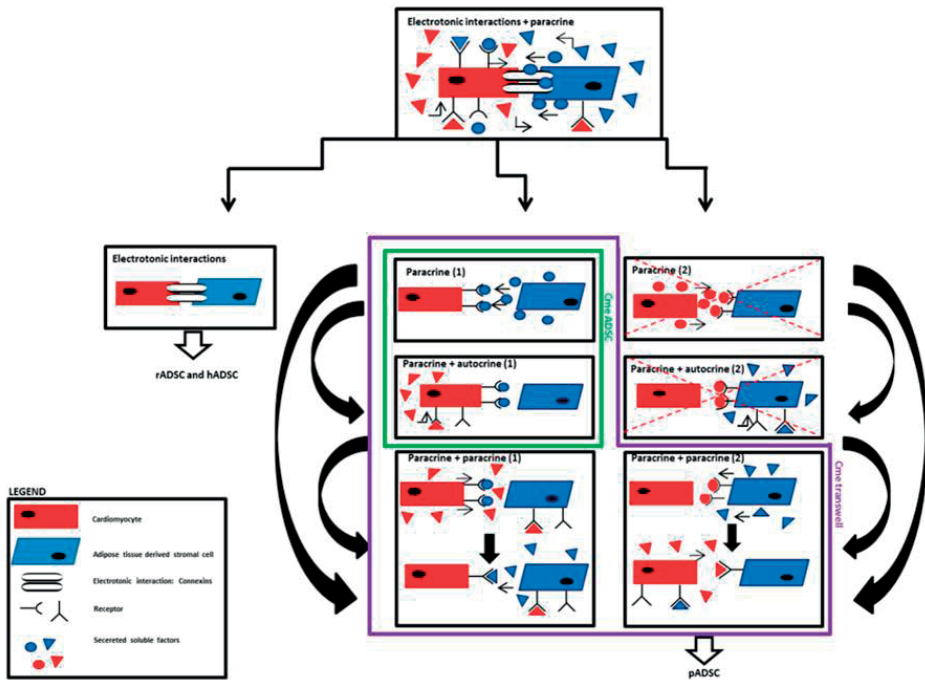 Electrotonic interactions + paracrine
Electrotonic interactions
rADSC and hADSC
Paracrine (1)
Paracrine (2)
Cme ADSC
Paracrine + autocrine (1)
Paracrine + autocrine (2)
Paracrine + paracrine (1)
Paracrine + paracrine (2)
Cme transwell
pADSC
LEGEND
Cardiomyocyte
Adipose tissue derived stromal cell
Electrotonic interaction: Connexins
Receptor
Secereted soluble factors